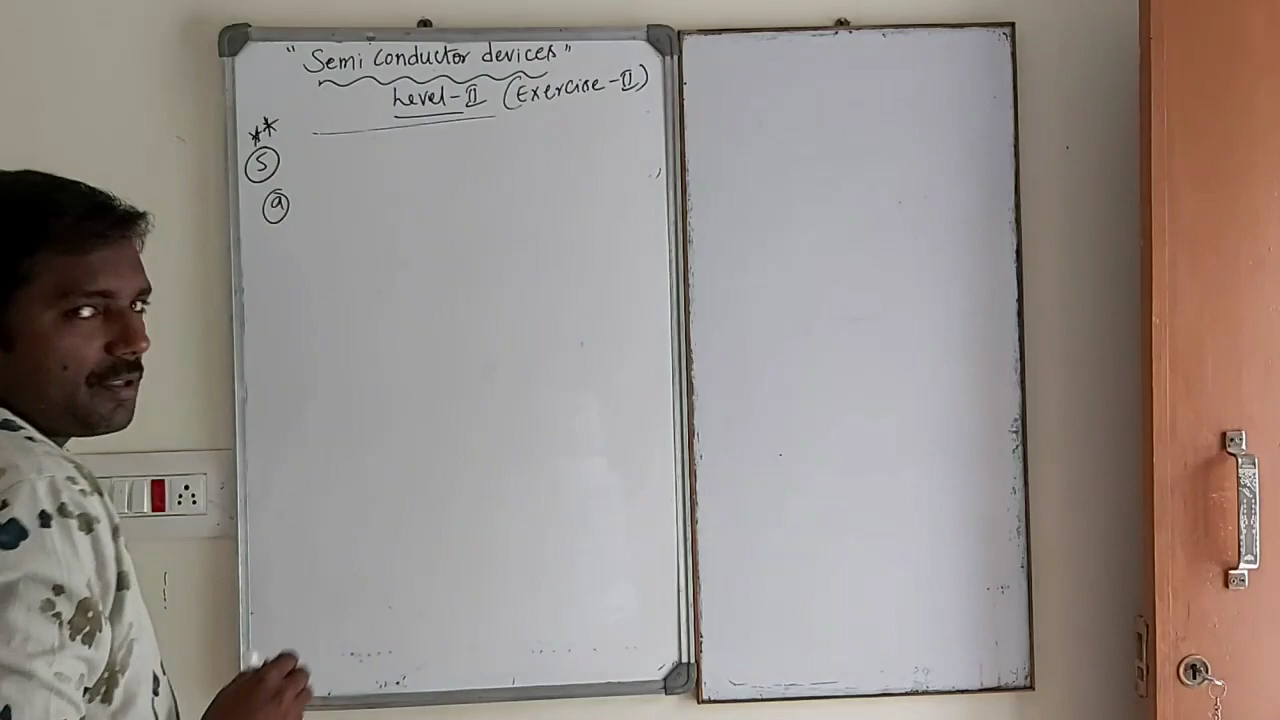 "Semi Conductor devices"
Level-II (Exercise-II)
**
5
a